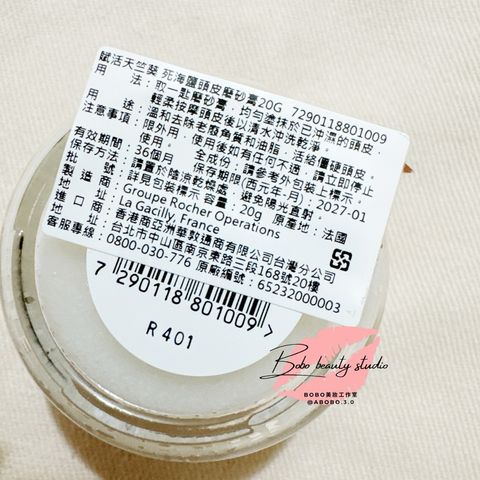 賦活天竺葵 死海鹽頭皮磨砂膏20G 7290118801009
用法：取一匙磨砂膏，均勻塗抹於已沖濕的頭皮，
輕柔按摩頭皮後以清水沖洗乾淨。
用途：溫和去除老廢角質和油脂，活絡僵硬頭皮。
注意事項：限外用。使用後如有任何不適，請立即停止
使用。全成份：請參考外包裝上標示。
有效期間：36個月 保存期限(西元年.月)：2027-01
保存方法：請置於陰涼乾燥處，避免陽光直射。
批號：詳見包裝標示 容量：20g 原產地：法國
製造商：Groupe Rocher Operations
地址：La Gacilly, France
進口商：香港商亞洲華敦通商有限公司台灣分公司
地址：台北市中山區南京東路三段168號20樓
客服專線：0800-030-776 原廠編號：65232000003
7 290118 801009 >
R401
Bobo beauty studio
BOBO美妝工作室
@ABOBO.3.0